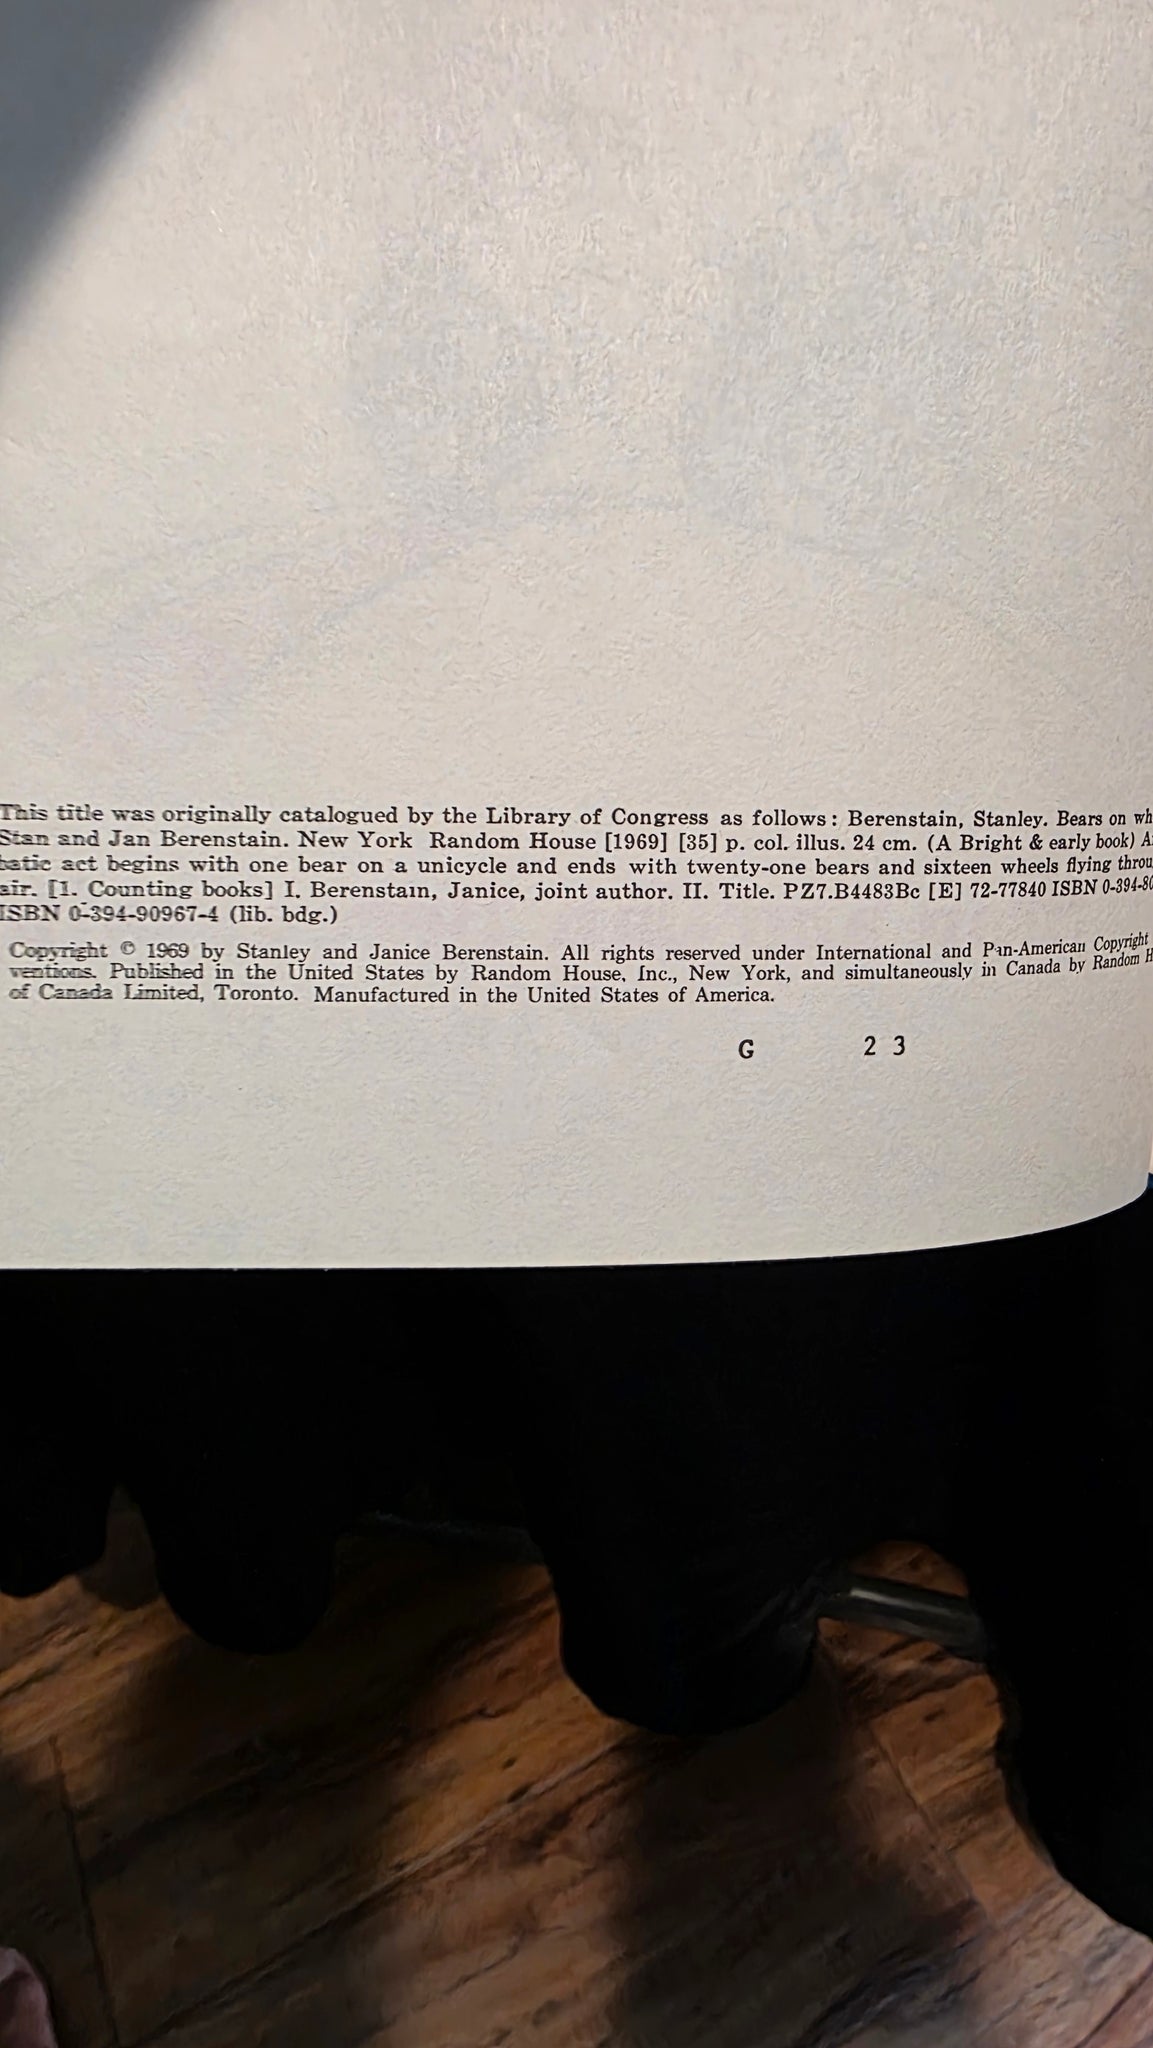 This title was originally catalogued by the Library of Congress as follows: Berenstain, Stanley. Bears on wh
Stan and Jan Berenstain. New York Random House [1969] [35] p. col. illus. 24 cm. (A Bright & early book) A
batic act begins with one bear on a unicycle and ends with twenty-one bears and sixteen wheels flying throu
air. [1. Counting books] I. Berenstain, Janice, joint author. II. Title. PZ7.B4483Bc [E] 72-77840 ISBN 0-394-80
ISBN 0-394-90967-4 (lib. bdg.)
Copyright © 1969 by Stanley and Janice Berenstain. All rights reserved under International and Pan-American Copyright
ventions. Published in the United States by Random House, Inc., New York, and simultaneously in Canada by Random H
of Canada Limited, Toronto. Manufactured in the United States of America.
G 2 3